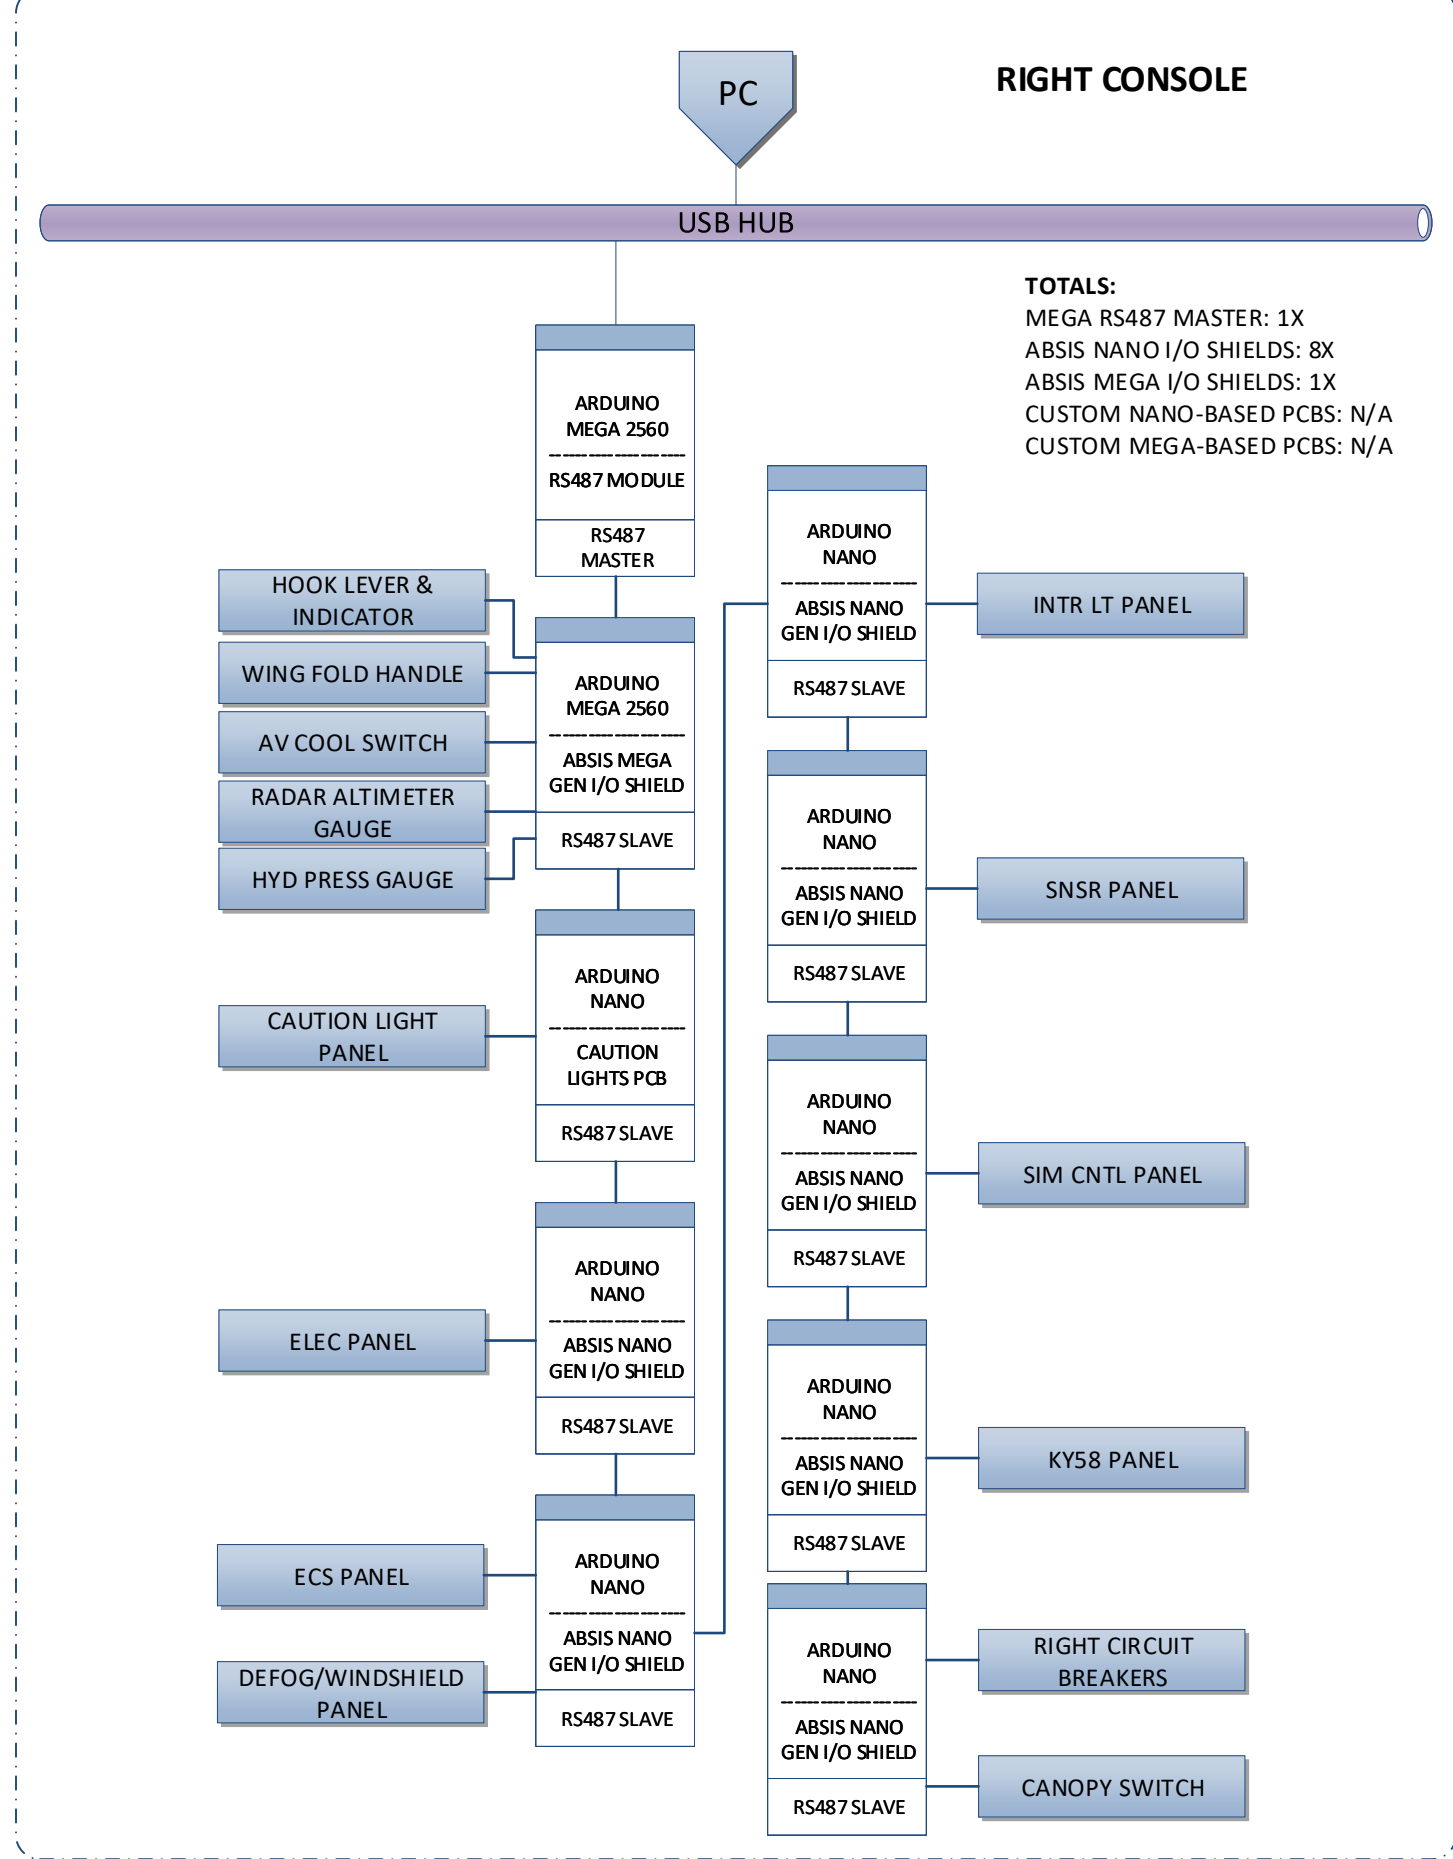 PC
RIGHT CONSOLE
USB HUB
TOTALS:
MEGA RS487 MASTER: 1X
ABSIS NANO I/O SHIELDS: 8X
ABSIS MEGA I/O SHIELDS: 1X
CUSTOM NANO-BASED PCBS: N/A
CUSTOM MEGA-BASED PCBS: N/A
ARDUINO
MEGA 2560
RS487 MODULE
RS487
MASTER
HOOK LEVER &
INDICATOR
WING FOLD HANDLE
AV COOL SWITCH
RADAR ALTIMETER
GAUGE
HYD PRESS GAUGE
ARDUINO
MEGA 2560
ABSIS MEGA
GEN I/O SHIELD
RS487 SLAVE
CAUTION LIGHT
PANEL
ARDUINO
NANO
CAUTION
LIGHTS PCB
RS487 SLAVE
ELEC PANEL
ARDUINO
NANO
ABSIS NANO
GEN I/O SHIELD
RS487 SLAVE
ECS PANEL
DEFOG/WINDSHIELD
PANEL
ARDUINO
NANO
ABSIS NANO
GEN I/O SHIELD
RS487 SLAVE
ARDUINO
NANO
ABSIS NANO
GEN I/O SHIELD
RS487 SLAVE
INTR LT PANEL
ARDUINO
NANO
ABSIS NANO
GEN I/O SHIELD
RS487 SLAVE
SNSR PANEL
ARDUINO
NANO
ABSIS NANO
GEN I/O SHIELD
RS487 SLAVE
SIM CNTL PANEL
ARDUINO
NANO
ABSIS NANO
GEN I/O SHIELD
RS487 SLAVE
KY58 PANEL
ARDUINO
NANO
ABSIS NANO
GEN I/O SHIELD
RS487 SLAVE
RIGHT CIRCUIT
BREAKERS
CANOPY SWITCH